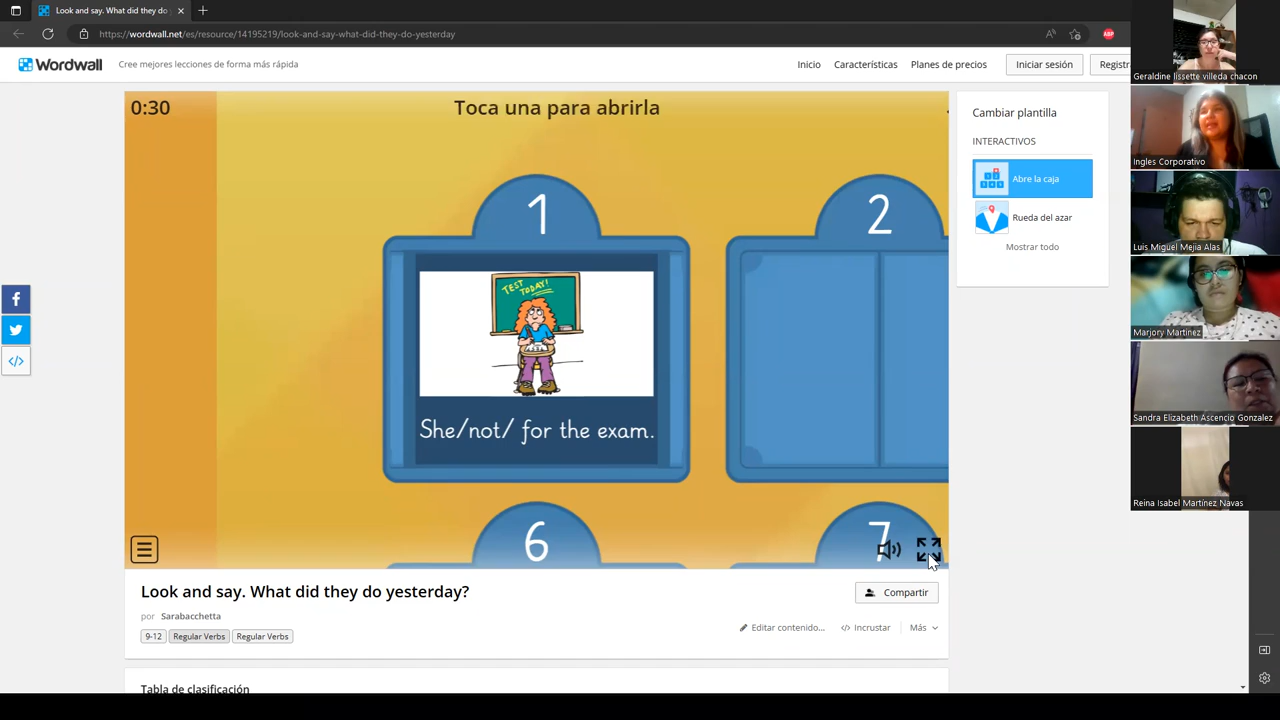 Look and say. What did they do y
https://wordwall.net/es/resource/14195219/look-and-say-what-did-they-do-yesterday
ABP
Wordwall
Cree mejores lecciones de forma más rápida
Inicio
Características
Planes de precios
Iniciar sesión
Registr
0:30
Toca una para abrirla
1
2
TEST TODAY!
She/not/ for the exam.
6
7
Cambiar plantilla
INTERACTIVOS
Abre la caja
Rueda del azar
Mostrar todo
Look and say. What did they do yesterday?
Compartir
por Sarabacchetta
Editar contenido...
Incrustar
Más
9-12
Regular Verbs
Regular Verbs
Tabla de clasificación
Geraldine lissette villeda chacon
Ingles Corporativo
Luis Miguel Mejia Alas
Marjory Martinez
Sandra Elizabeth Ascencio Gonzalez
Reina Isabel Martínez Navas